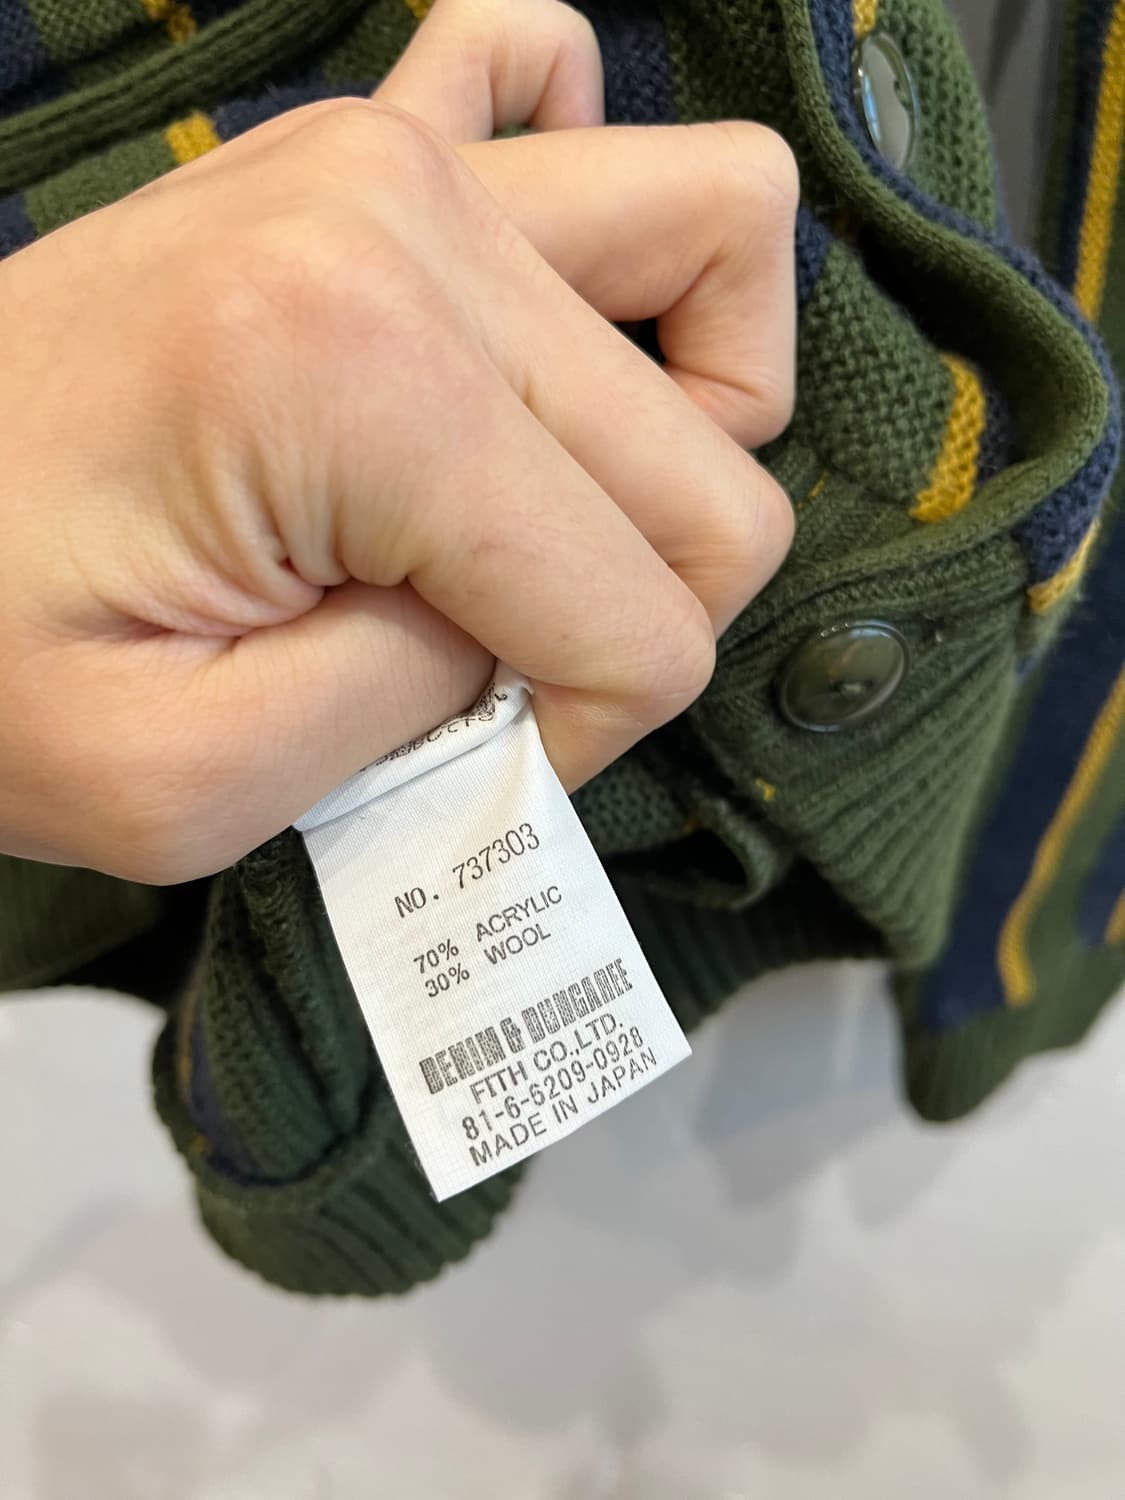 NO. 737303
70% ACRYLIC
30% WOOL
DENIM & DUNGAREE
FITH CO.,LTD.
81-6-6209-0928
MADE IN JAPAN